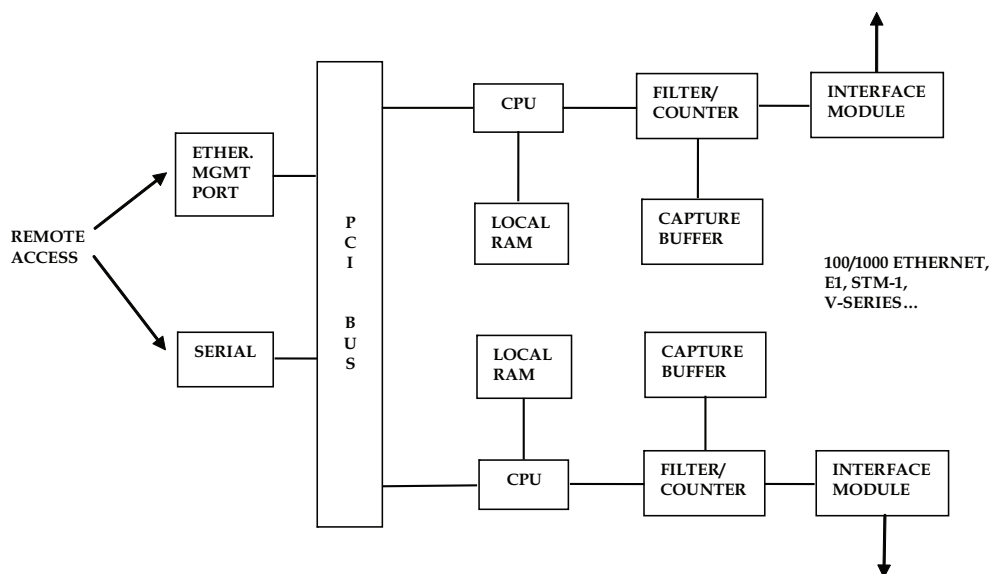 CPU
FILTER/
COUNTER
INTERFACE
MODULE
ETHER.
MGMT
PORT
REMOTE
ACCESS
SERIAL
P
C
I
B
U
S
LOCAL
RAM
CAPTURE
BUFFER
100/1000 ETHERNET,
E1, STM-1,
V-SERIES…
LOCAL
RAM
CAPTURE
BUFFER
CPU
FILTER/
COUNTER
INTERFACE
MODULE